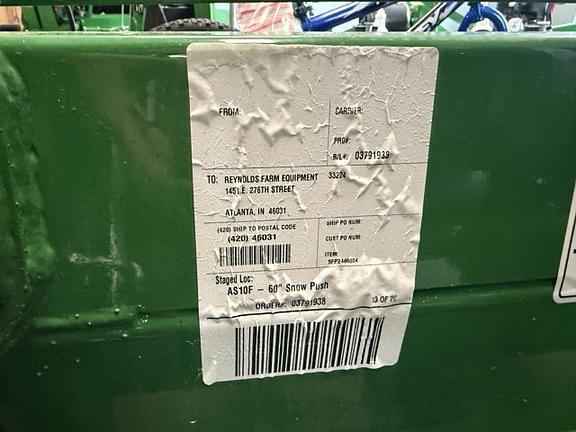 FROM:
CARRIER:
PRO#:
B/L#: 03791939
TO: REYNOLDS FARM EQUIPMENT 33224
1451 E. 276TH STREET
ATLANTA, IN 46031
(420) SHIP TO POSTAL CODE
(420) 46031
SHIP PO NUM:
CUST PO NUM:
ITEM:
Staged Loc:
AS10F - 60" Snow Push
ORDER#: 03791938
13 OF